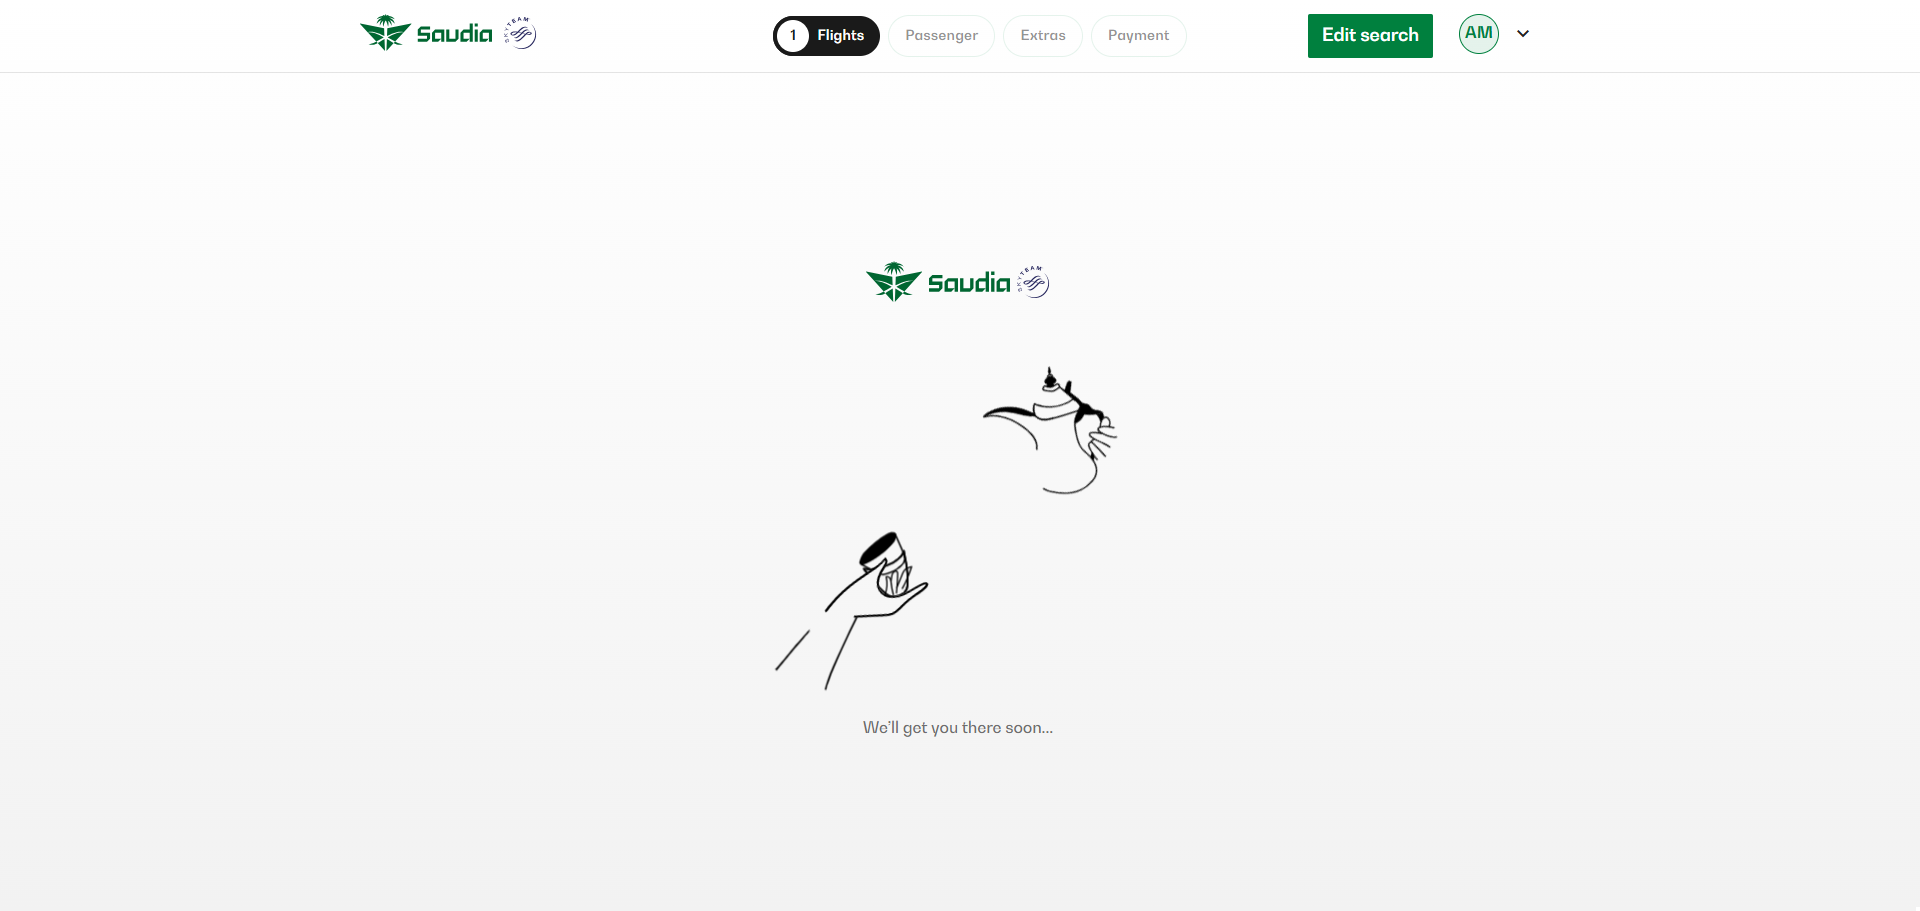 Saudia
SKYTEAM
1 Flights
Passenger
Extras
Payment
Edit search
AM
Saudia
SKYTEAM
We'll get you there soon...